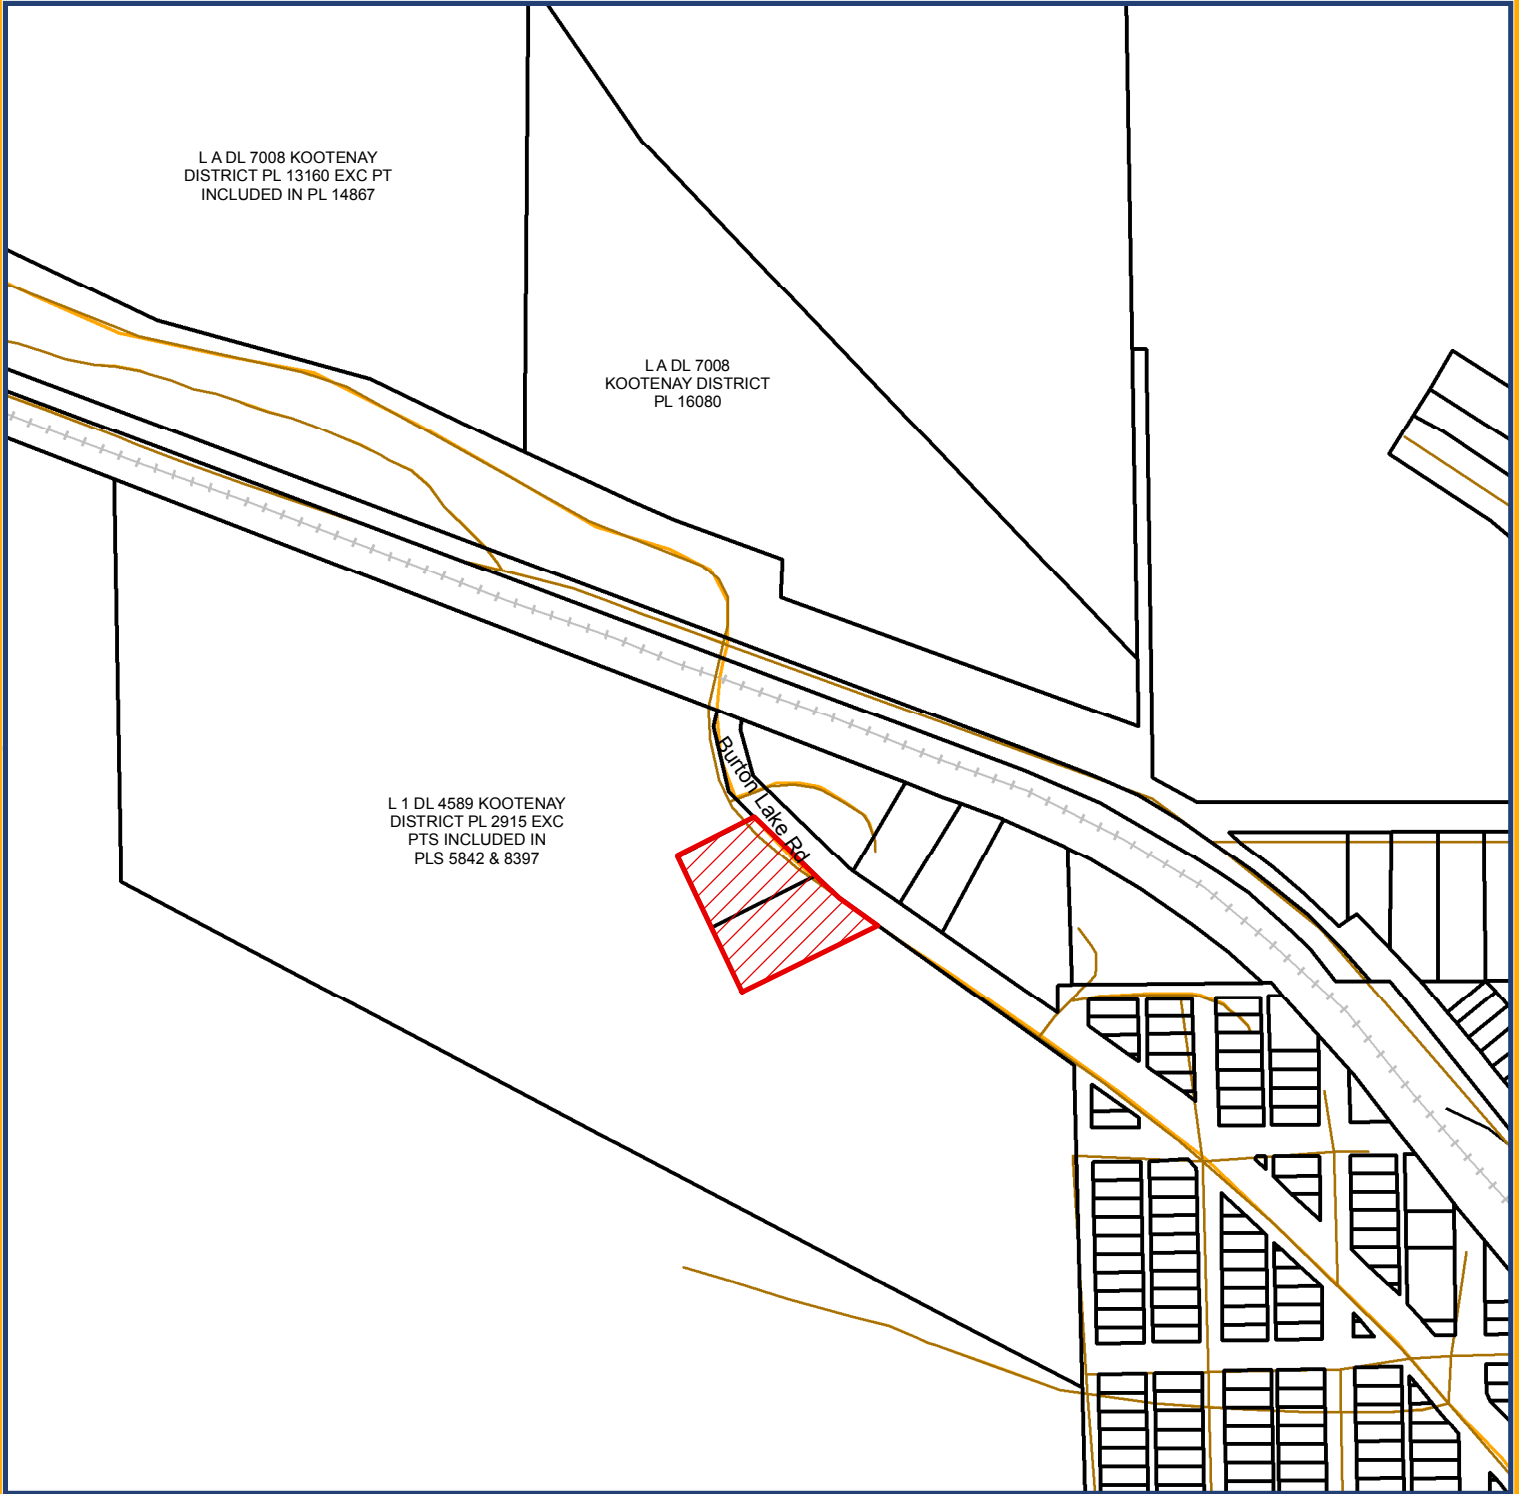 L A DL 7008 KOOTENAY
DISTRICT PL 13160 EXC PT
INCLUDED IN PL 14867
L A DL 7008
KOOTENAY DISTRICT
PL 16080
Burton Lake Rd
L 1 DL 4589 KOOTENAY
DISTRICT PL 2915 EXC
PTS INCLUDED IN
PLS 5842 & 8397